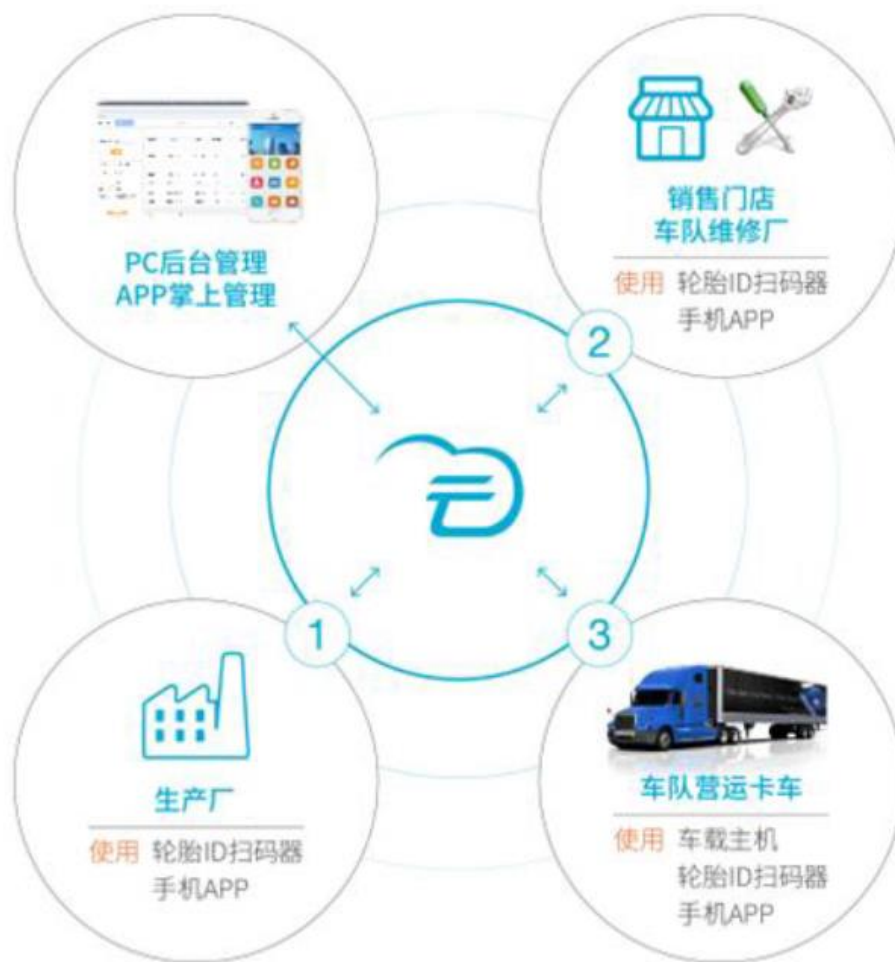 PC后台管理
APP掌上管理
销售门店
车队维修厂
使用 轮胎ID扫码器
手机APP
2
1
3
生产厂
使用 轮胎ID扫码器
手机APP
车队营运卡车
使用 车载主机
轮胎ID扫码器
手机APP